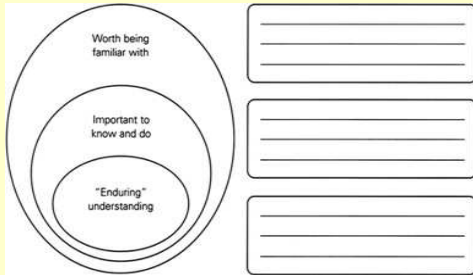 Worth being
familiar with
Important to
know and do
"Enduring"
understanding